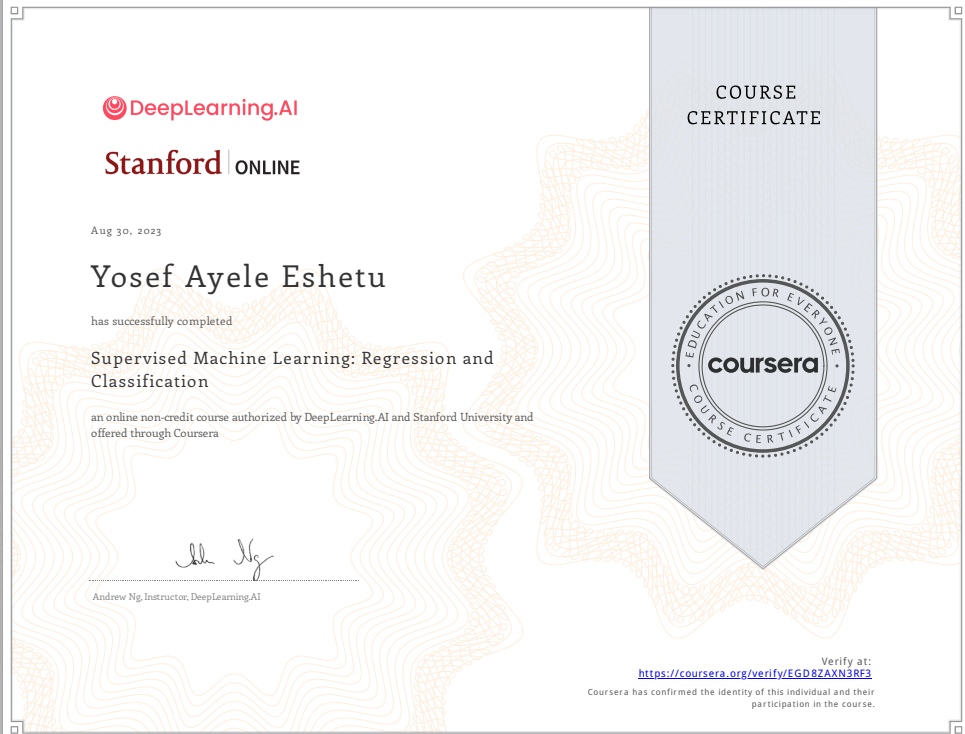 DeepLearning.AI
Stanford ONLINE
Aug 30, 2023
Yosef Ayele Eshetu
has successfully completed
Supervised Machine Learning: Regression and
Classification
an online non-credit course authorized by DeepLearning.AI and Stanford University and
offered through Coursera
Andrew Ng, Instructor, DeepLearning.AI
COURSE
CERTIFICATE
EDUCATION FOR EVERYONE
coursera
COURSE CERTIFICATE
Verify at:
https://coursera.org/verify/EGD8ZAXN3RF3
Coursera has confirmed the identity of this individual and their
participation in the course.